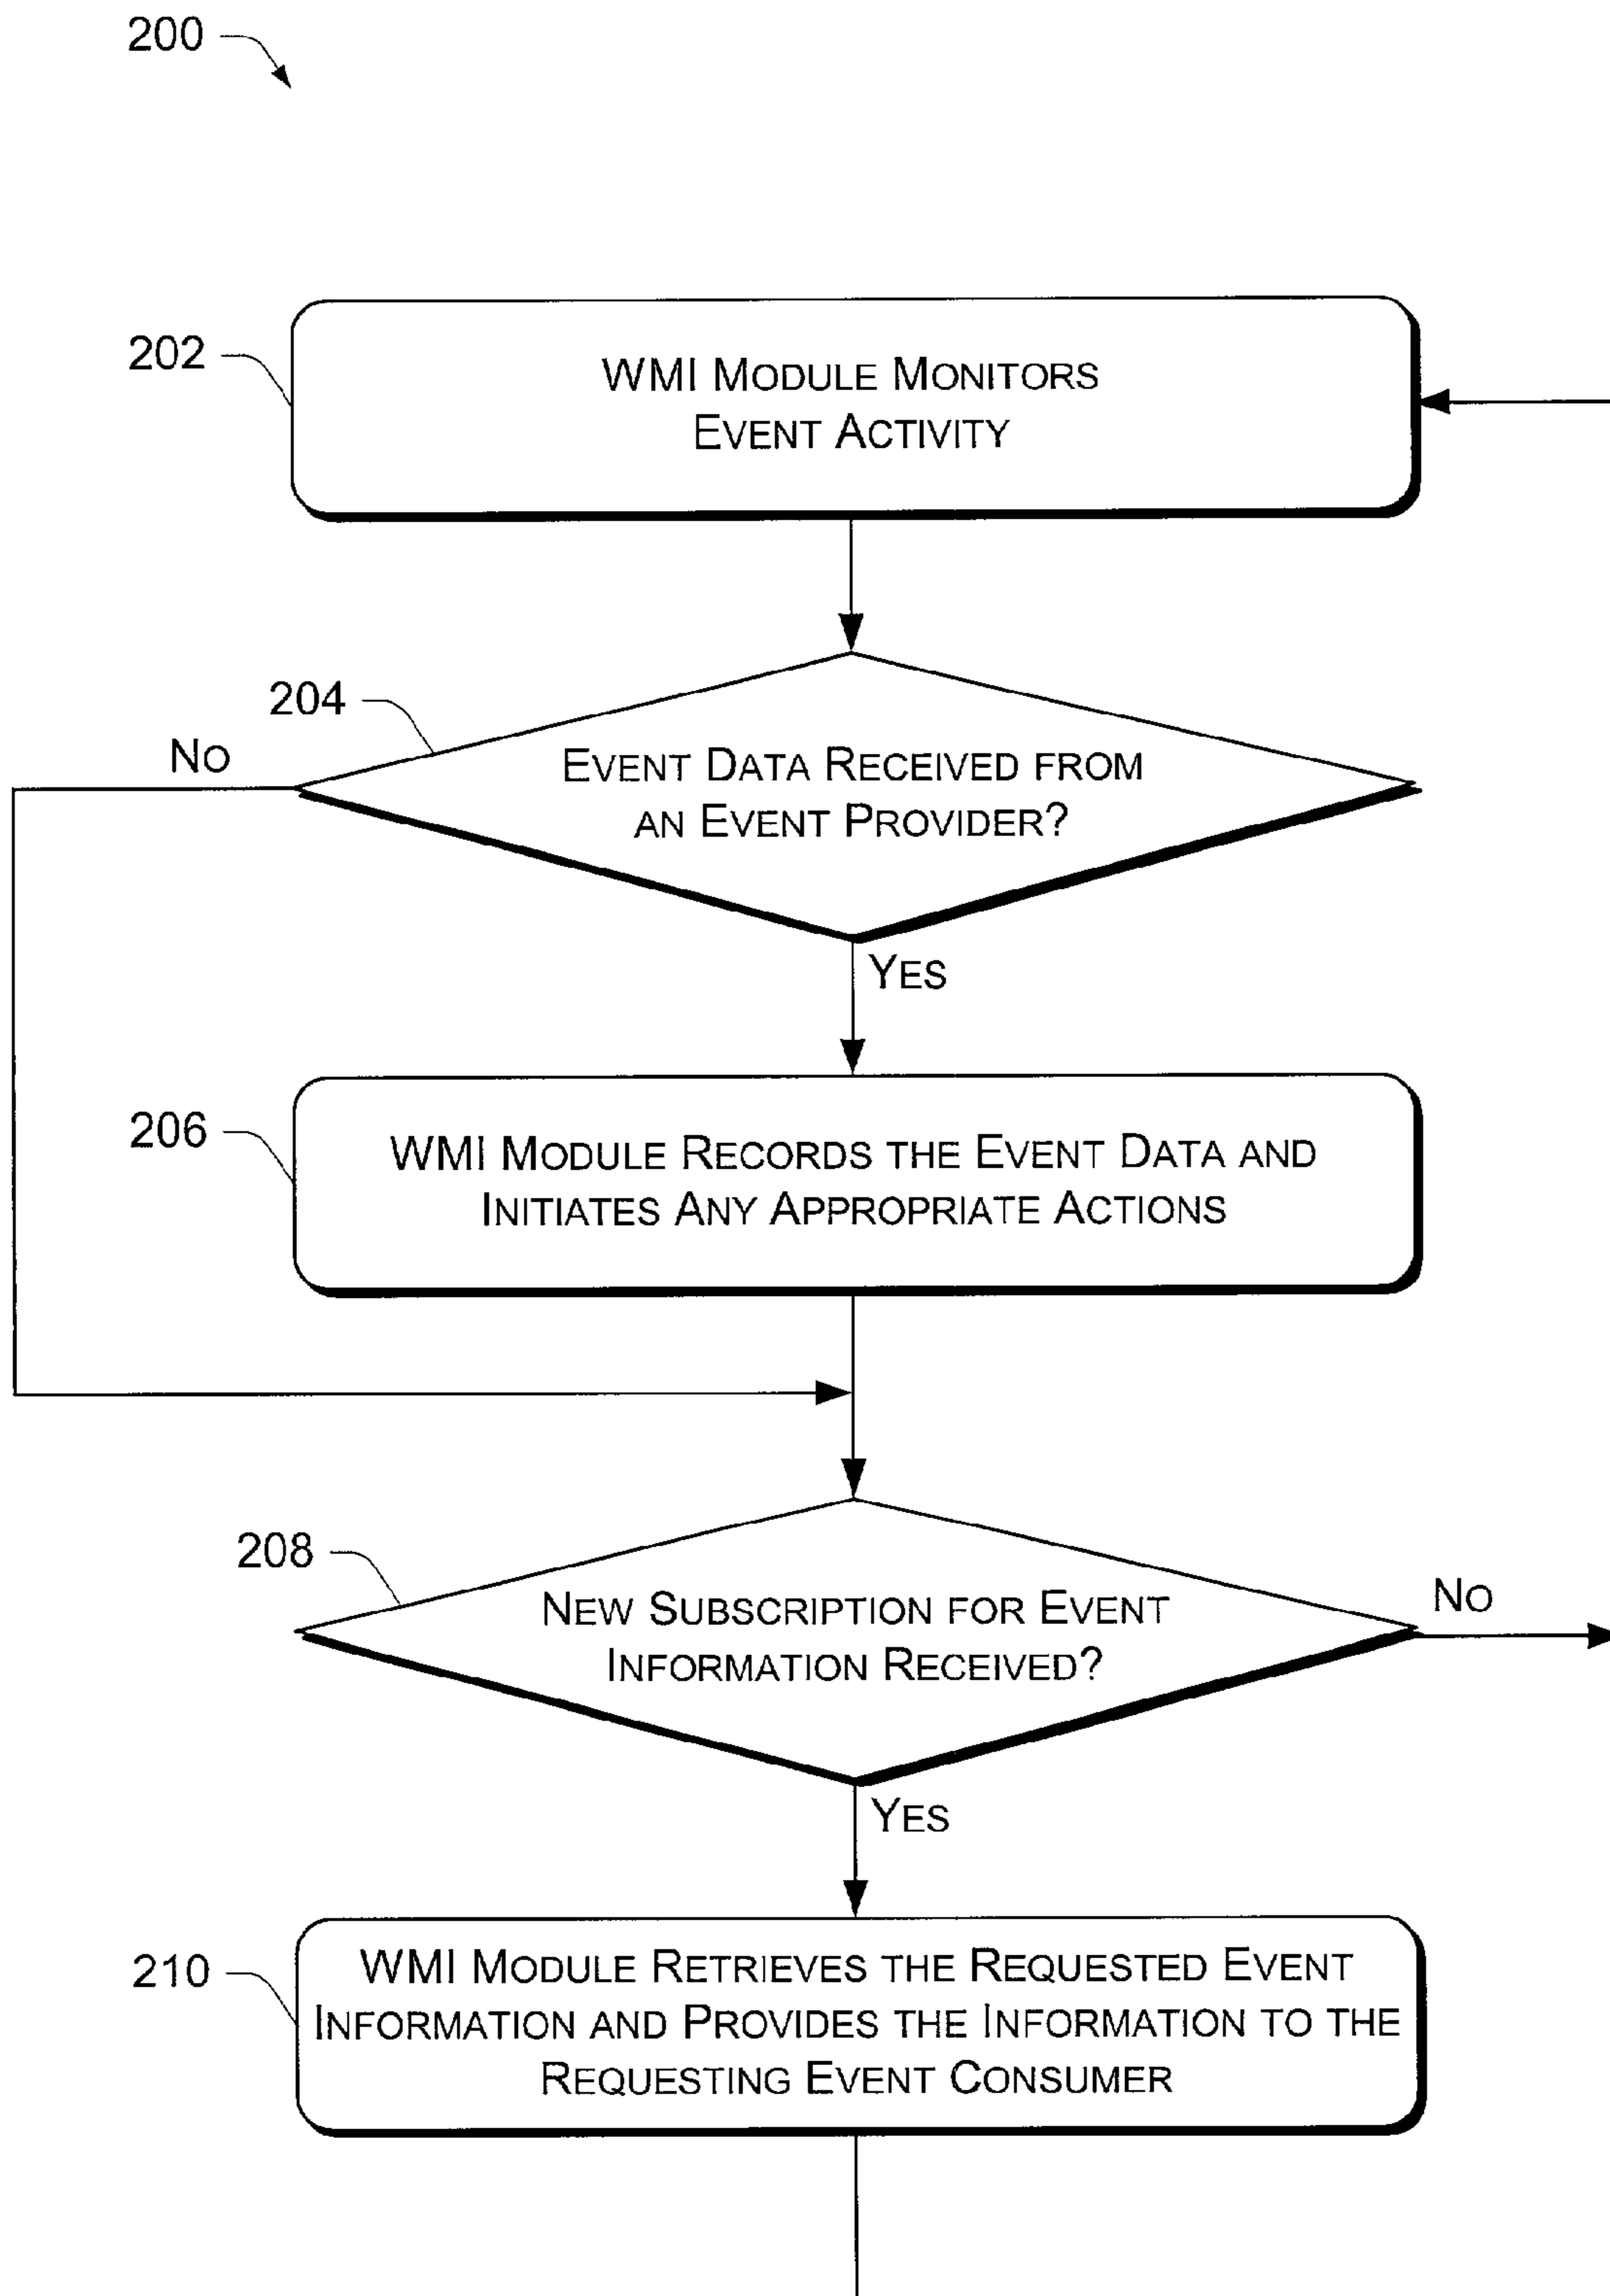 200
202
WMI MODULE MONITORS
EVENT ACTIVITY
204
NO
EVENT DATA RECEIVED FROM
AN EVENT PROVIDER?
YES
206
WMI MODULE RECORDS THE EVENT DATA AND
INITIATES ANY APPROPRIATE ACTIONS
208
NEW SUBSCRIPTION FOR EVENT
INFORMATION RECEIVED?
NO
YES
210
WMI MODULE RETRIEVES THE REQUESTED EVENT
INFORMATION AND PROVIDES THE INFORMATION TO THE
REQUESTING EVENT CONSUMER